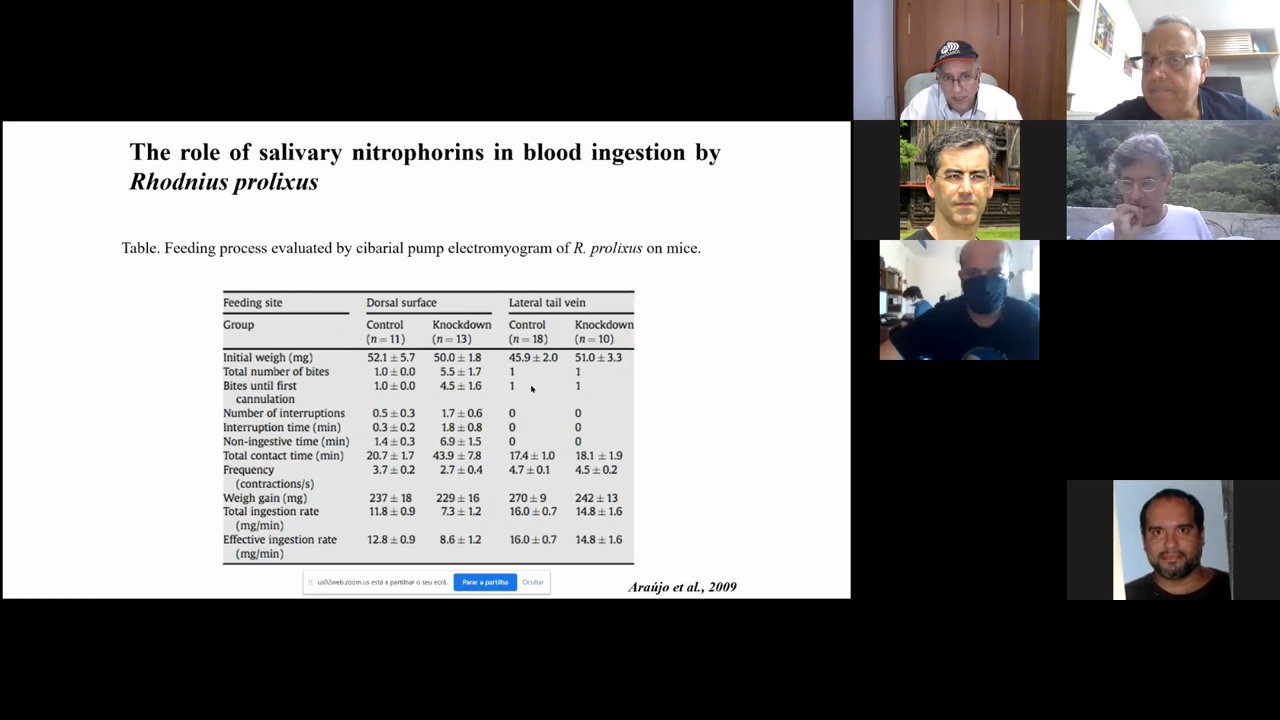 The role of salivary nitrophorins in blood ingestion by
Rhodnius prolixus
Table. Feeding process evaluated by cibarial pump electromyogram of R. prolixus on mice.
Feeding site Dorsal surface Lateral tail vein
Group Control Knockdown Control Knockdown
(n = 11) (n = 13) (n = 18) (n = 10)
Initial weigh (mg) 52.1 ± 5.7 50.0 ± 1.8 45.9 ± 2.0 51.0 ± 3.3
Total number of bites 1.0 ± 0.0 5.5 ± 1.7 1 1
Bites until first 1.0 ± 0.0 4.5 ± 1.6 1 1
cannulation
Number of interruptions 0.5 ± 0.3 1.7 ± 0.6 0 0
Interruption time (min) 0.3 ± 0.2 1.8 ± 0.8 0 0
Non-ingestive time (min) 1.4 ± 0.3 6.9 ± 1.5 0 0
Total contact time (min) 20.7 ± 1.7 43.9 ± 7.8 17.4 ± 1.0 18.1 ± 1.9
Frequency 3.7 ± 0.2 2.7 ± 0.4 4.7 ± 0.1 4.5 ± 0.2
(contractions/s)
Weigh gain (mg) 237 ± 18 229 ± 16 270 ± 9 242 ± 13
Total ingestion rate 11.8 ± 0.9 7.3 ± 1.2 16.0 ± 0.7 14.8 ± 1.6
(mg/min)
Effective ingestion rate 12.8 ± 0.9 8.6 ± 1.2 16.0 ± 0.7 14.8 ± 1.6
(mg/min)
us02web.zoom.us está a partilhar o seu ecrã. Parar a partilha Ocultar
Araújo et al., 2009